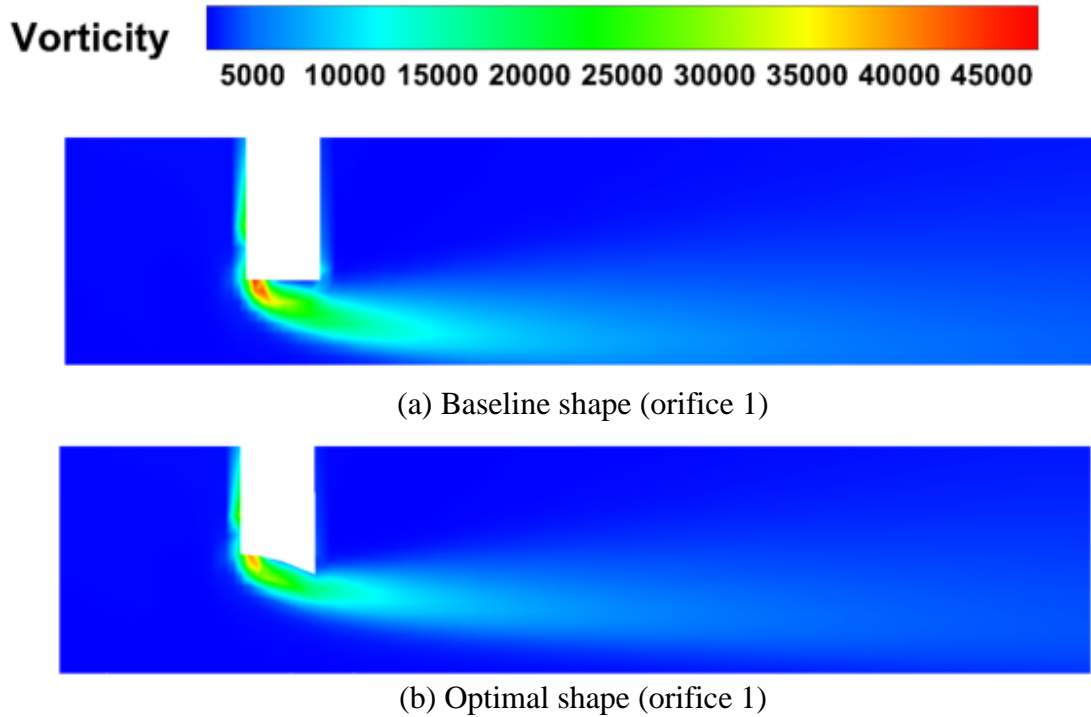 Vorticity
5000 10000 15000 20000 25000 30000 35000 40000 45000
(a) Baseline shape (orifice 1)
(b) Optimal shape (orifice 1)